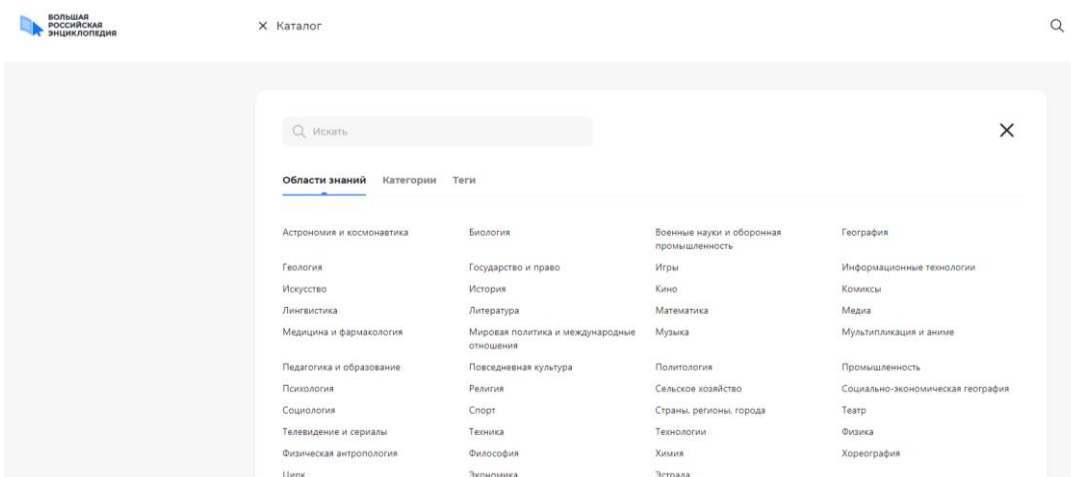 БОЛЬШАЯ
РОССИЙСКАЯ
ЭНЦИКЛОПЕДИЯ
Каталог
Искать
Области знаний Категории Теги
Астрономия и космонавтика Биология Военные науки и оборонная География
промышленность
Геология Государство и право Игры Информационные технологии
Искусство История Кино Комиксы
Лингвистика Литература Математика Медиа
Медицина и фармакология Мировая политика и международные Музыка Мультипликация и аниме
отношения
Педагогика и образование Повседневная культура Политология Промышленность
Психология Религия Сельское хозяйство Социально-экономическая география
Социология Спорт Страны, регионы, города Театр
Телевидение и сериалы Техника Технологии Физика
Физическая антропология Философия Химия Хореография
Цирк Экономика Эстрада